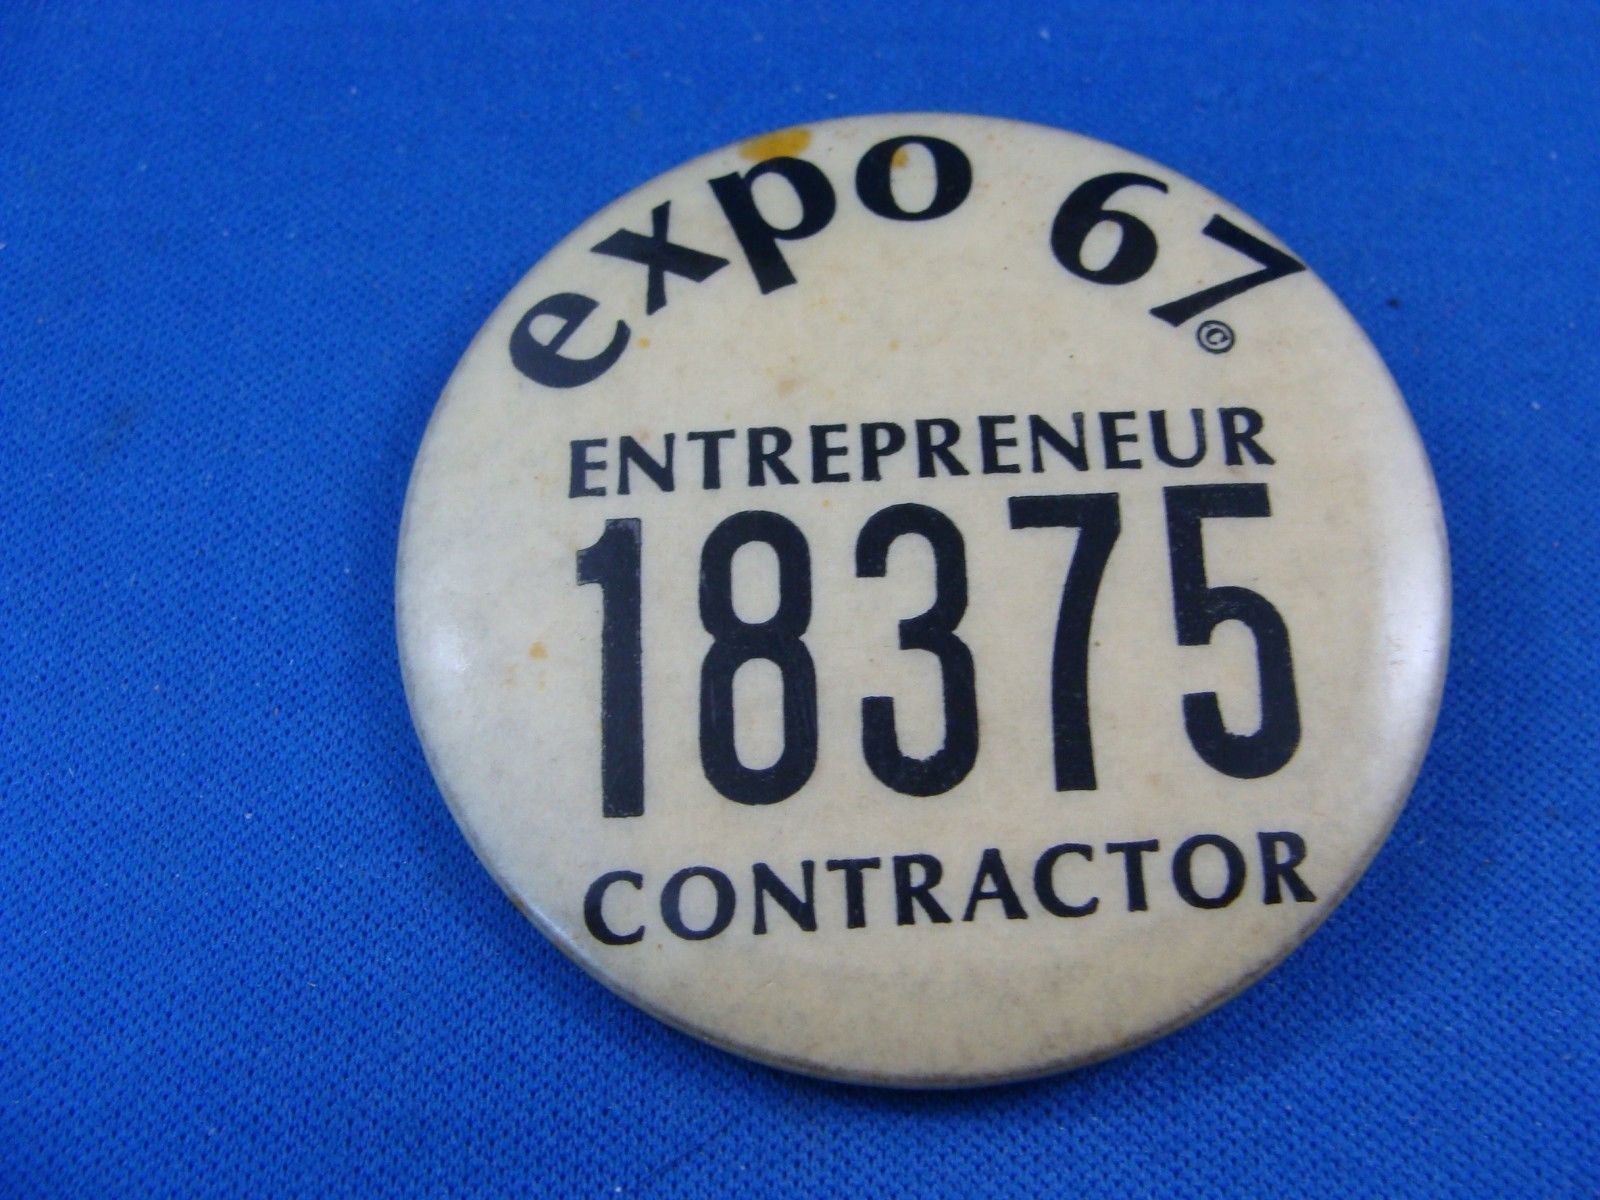 expo 67©
ENTREPRENEUR
18375
CONTRACTOR